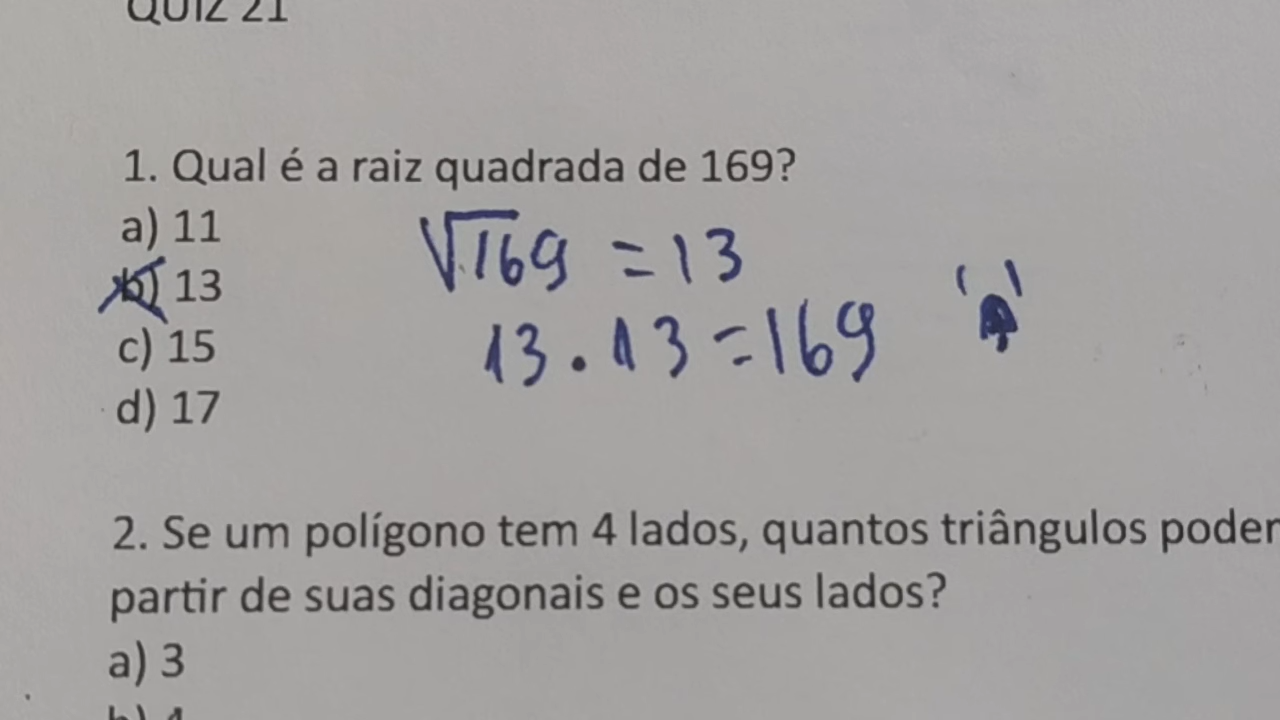 QUIZ 21
1. Qual é a raiz quadrada de 169?
a) 11
b) 13
c) 15
d) 17
√169 = 13
13 . 13 = 169
2. Se um polígono tem 4 lados, quantos triângulos poder
partir de suas diagonais e os seus lados?
a) 3
b) 4